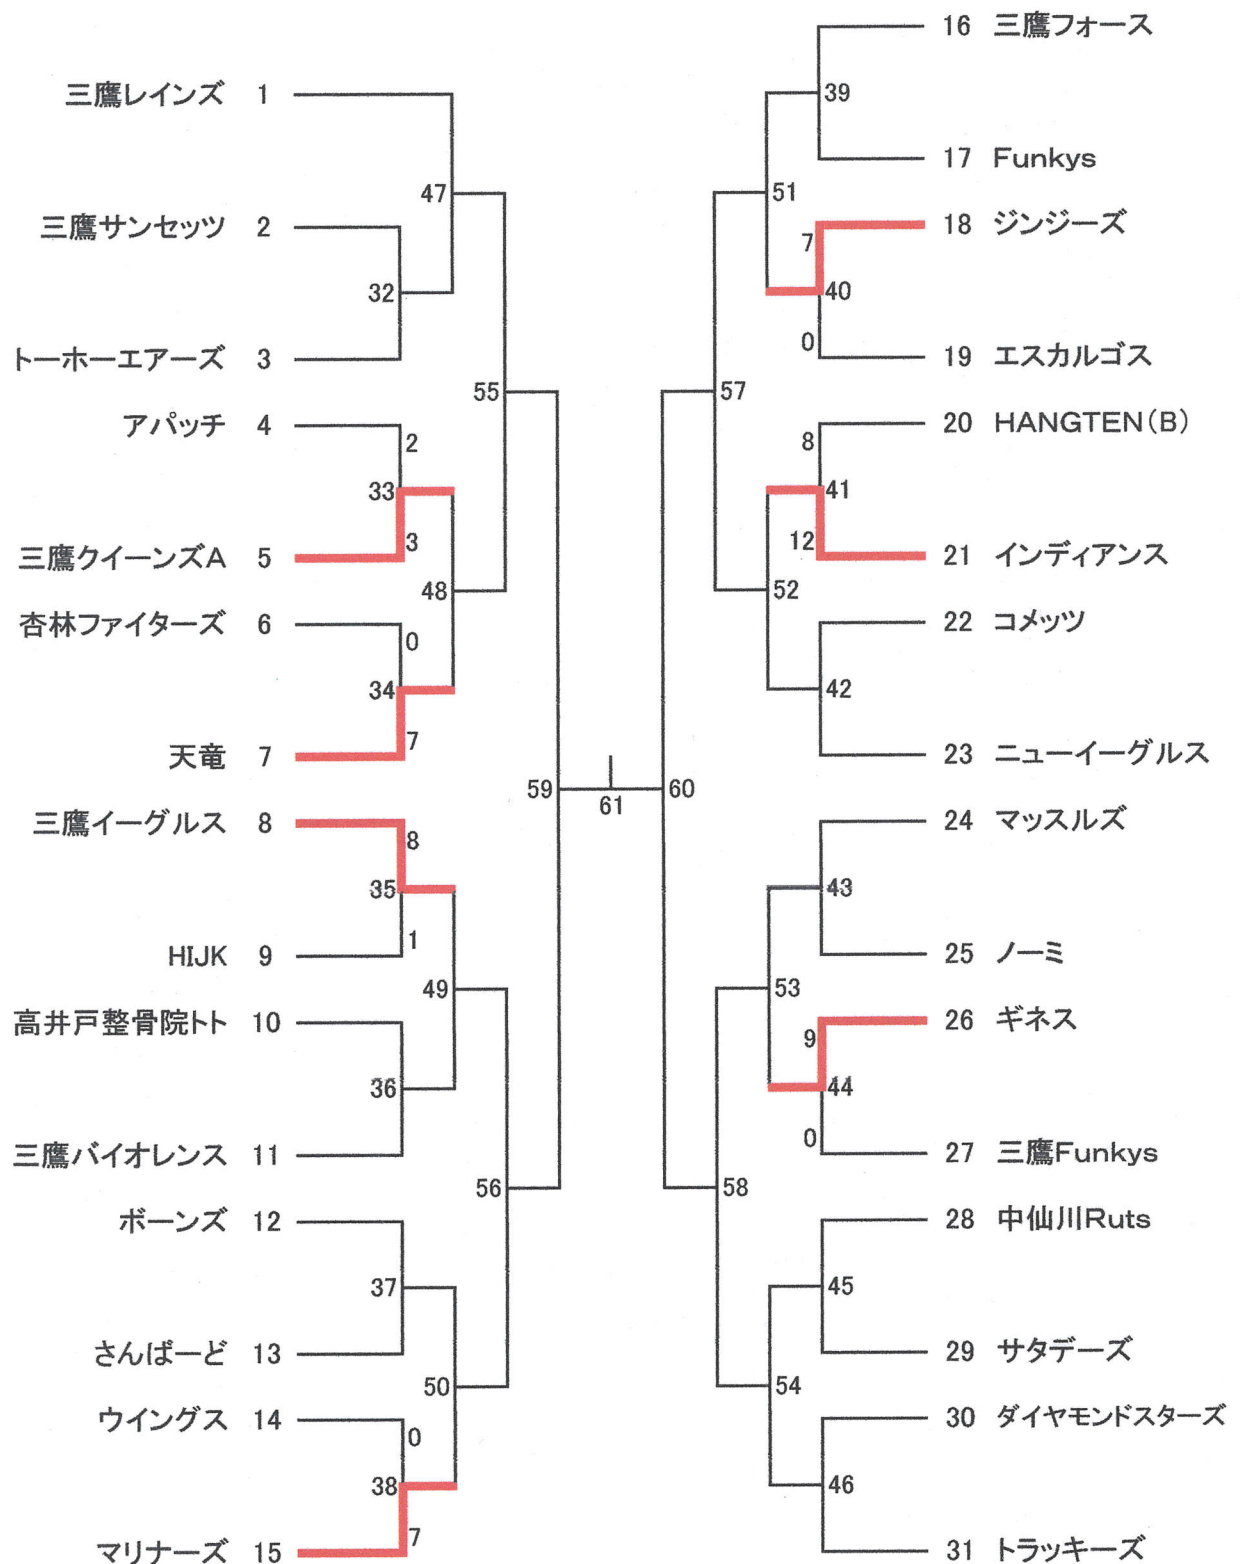 三鷹レインズ 1
47
三鷹サンセッツ 2
32
トーホーエアーズ 3
55
アパッチ 4
2
33
3
三鷹クイーンズA 5
48
杏林ファイターズ 6
0
34
7
天竜 7
59
三鷹イーグルス 8
8
35
1
HIJK 9
49
高井戸整骨院トト 10
36
三鷹バイオレンス 11
56
ボーンズ 12
37
さんばーど 13
50
ウイングス 14
0
38
7
マリナーズ 15
61
16 三鷹フォース
39
17 Funkys
51
18 ジンジーズ
7
40
0
19 エスカルゴス
57
20 HANGTEN(B)
8
41
12
21 インディアンス
52
22 コメッツ
42
23 ニューイーグルス
60
24 マッスルズ
43
25 ノーミ
53
26 ギネス
9
44
0
27 三鷹Funkys
58
28 中仙川Ruts
45
29 サタデーズ
54
30 ダイヤモンドスターズ
46
31 トラッキーズ